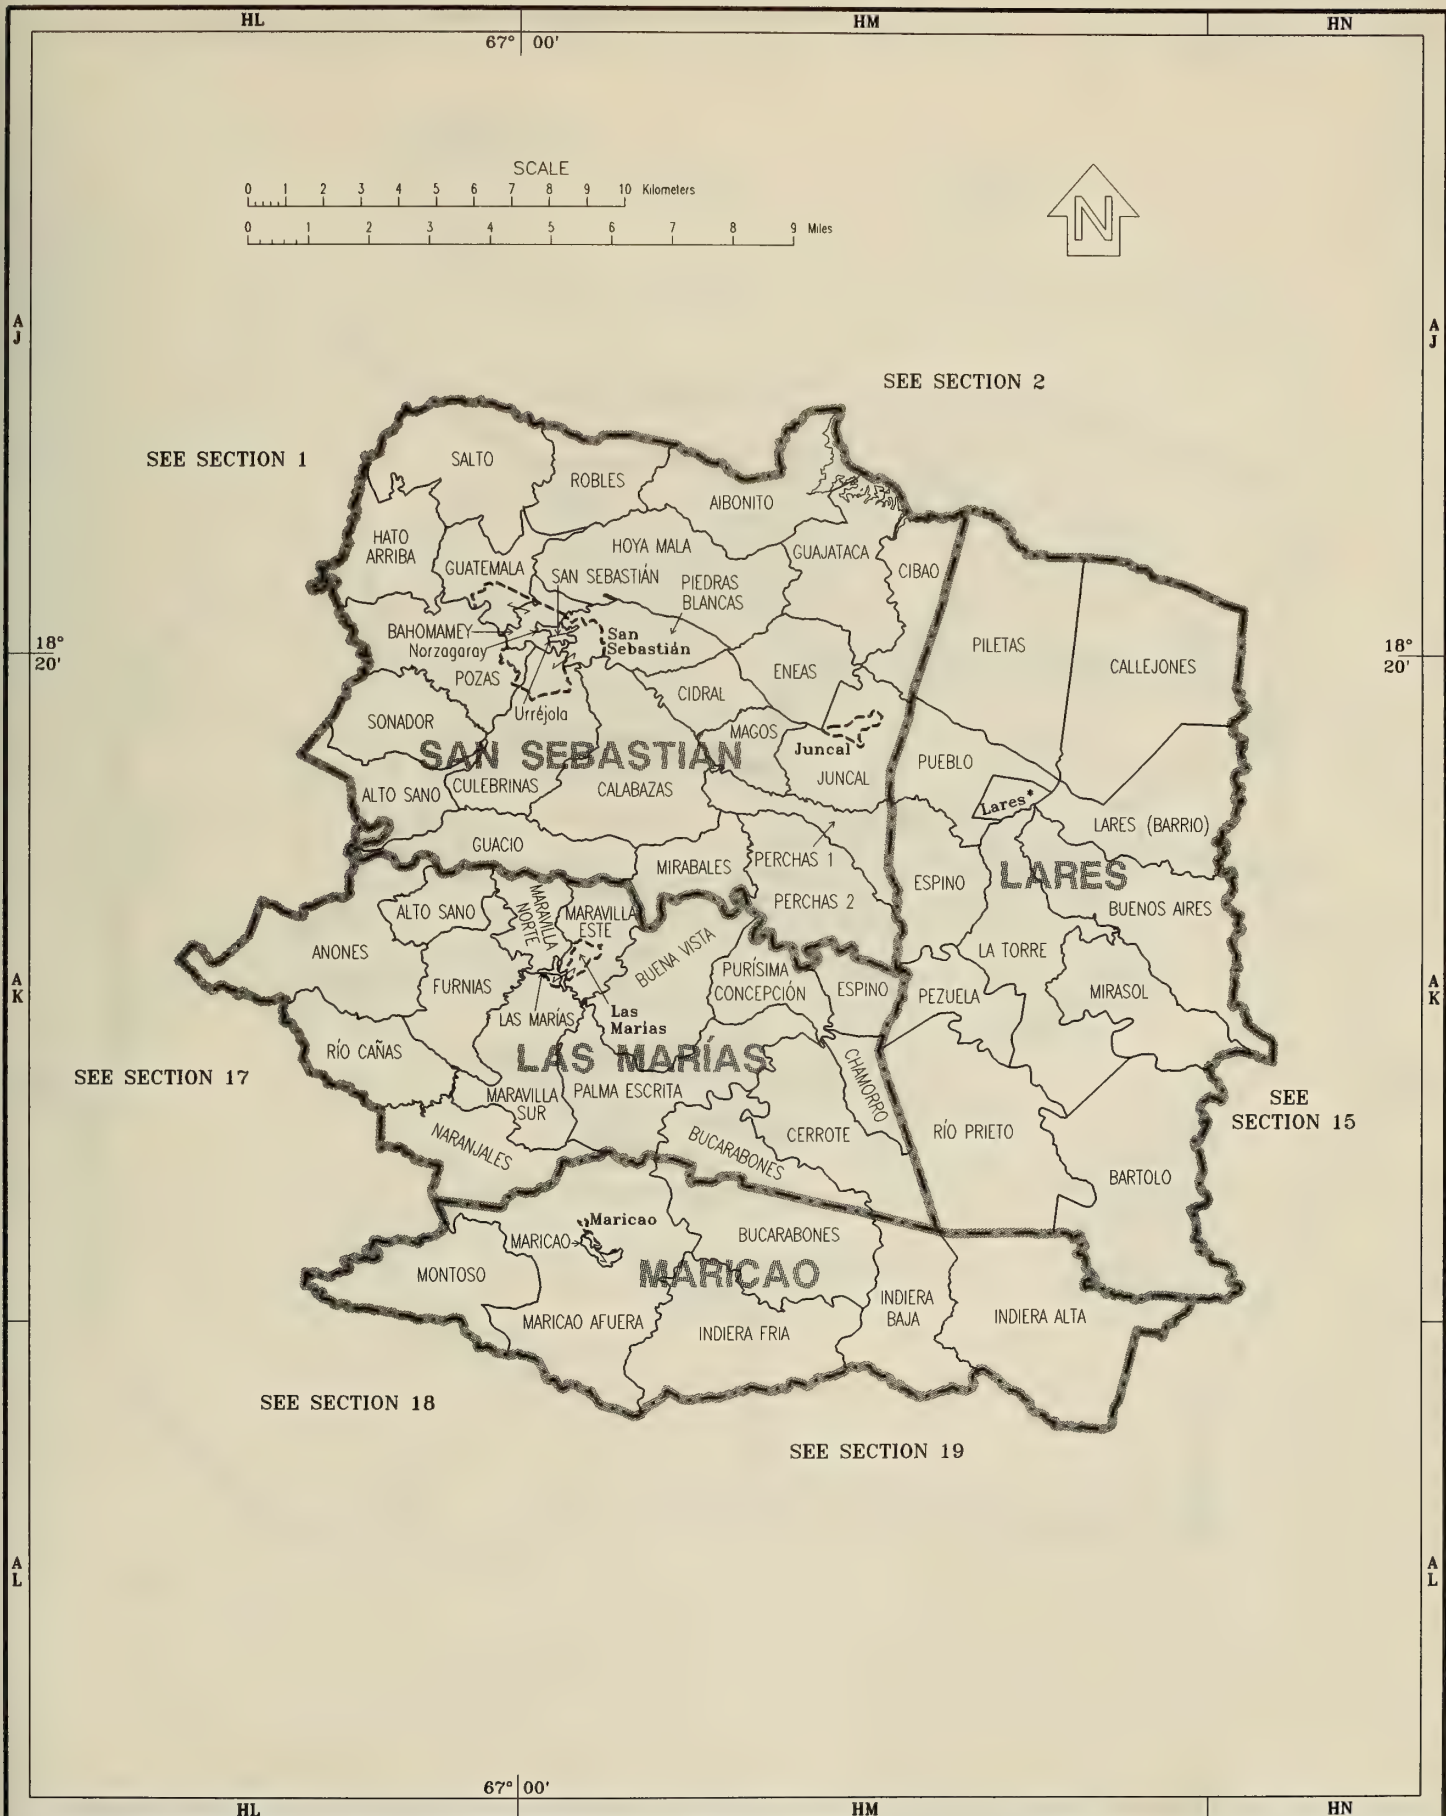 HL
HM
HN
67° 00'
SCALE
0 1 2 3 4 5 6 7 8 9 10 Kilometers
0 1 2 3 4 5 6 7 8 9 Miles
N
A
J
A
J
SEE SECTION 2
SEE SECTION 1
SALTO
ROBLES
AIBONITO
HATO
ARRIBA
HOYA MALA
GUAJATACA
GUATEMALA
SAN SEBASTIÁN
PIEDRAS
BLANCAS
CIBAO
BAHOMAMEY
Norzagaray
San
Sebastián
18°
20'
18°
20'
PILETAS
CALLEJONES
POZAS
ENEAS
CIDRAL
Urréjola
SONADOR
MAGOS
SAN SEBASTIÁN
Juncal
JUNCAL
PUEBLO
ALTO SANO
CULEBRINAS
CALABAZAS
Lares*
LARES (BARRIO)
GUACIO
MIRABALES
PERCHAS 1
PERCHAS 2
ESPINO
LARES
BUENOS AIRES
ALTO SANO
MARAVILLA
NORTE
MARAVILLA
ESTE
BUENA VISTA
ANONES
LA TORRE
PURÍSIMA
CONCEPCIÓN
ESPINO
PEZUELA
MIRASOL
A
K
A
K
FURNIAS
LAS MARÍAS
Las
Marías
RÍO CAÑAS
LAS MARÍAS
CHAMORRO
SEE SECTION 17
MARAVILLA
SUR
PALMA ESCRITA
SEE
SECTION 15
NARANJALES
BUCARABONES
CERROTE
RÍO PRIETO
BARTOLO
Maricao
MARICAO
BUCARABONES
MONTOSO
MARICAO
INDIERA
BAJA
MARICAO AFUERA
INDIERA FRIA
INDIERA ALTA
SEE SECTION 18
SEE SECTION 19
A
L
A
L
67° 00'
HL
HM
HN